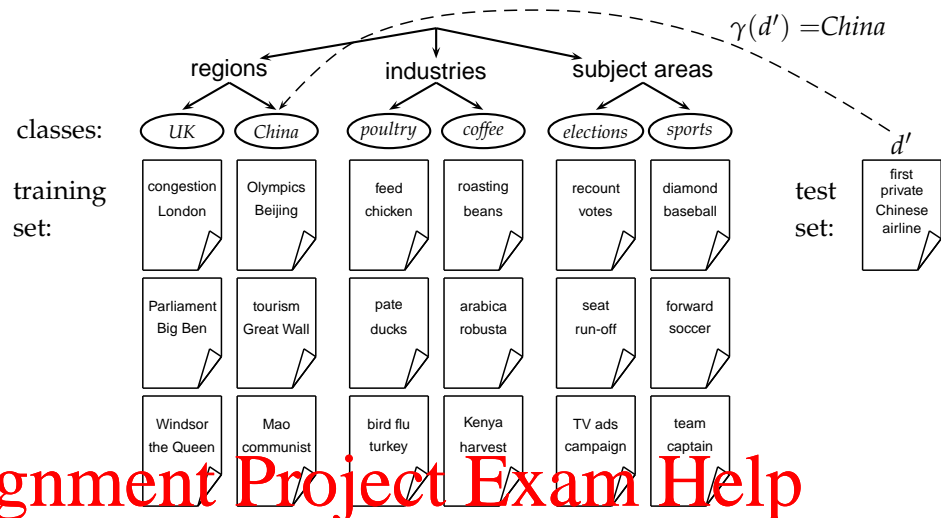 γ(d′) =China
regions industries subject areas
classes: UK China poultry coffee elections sports
d′
training set:
test set:
congestion London
Olympics Beijing
feed chicken
roasting beans
recount votes
diamond baseball
first private Chinese airline
Parliament Big Ben
tourism Great Wall
pate ducks
arabica robusta
seat run-off
forward soccer
Windsor the Queen
Mao communist
bird flu turkey
Kenya harvest
TV ads campaign
team captain
gnment Project Exam Help